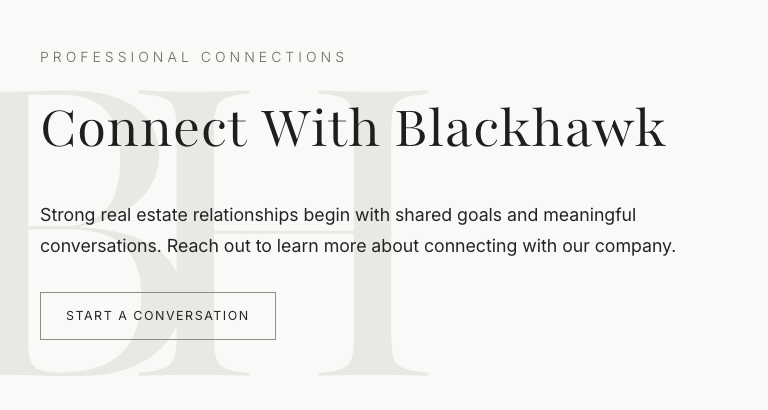 PROFESSIONAL CONNECTIONS
BH
Connect With Blackhawk
Strong real estate relationships begin with shared goals and meaningful
conversations. Reach out to learn more about connecting with our company.
START A CONVERSATION